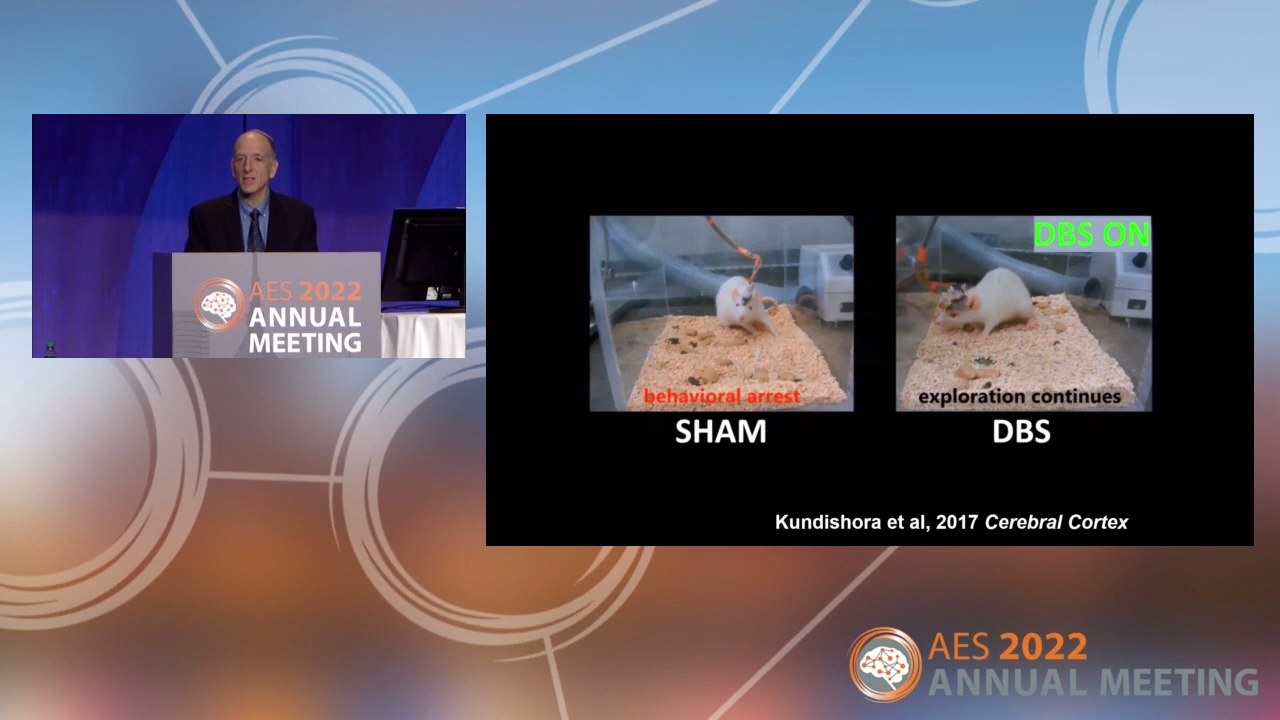 AES 2022
ANNUAL
MEETING
DBS ON
behavioral arrest
exploration continues
SHAM
DBS
Kundishora et al, 2017 Cerebral Cortex
AES 2022
ANNUAL MEETING